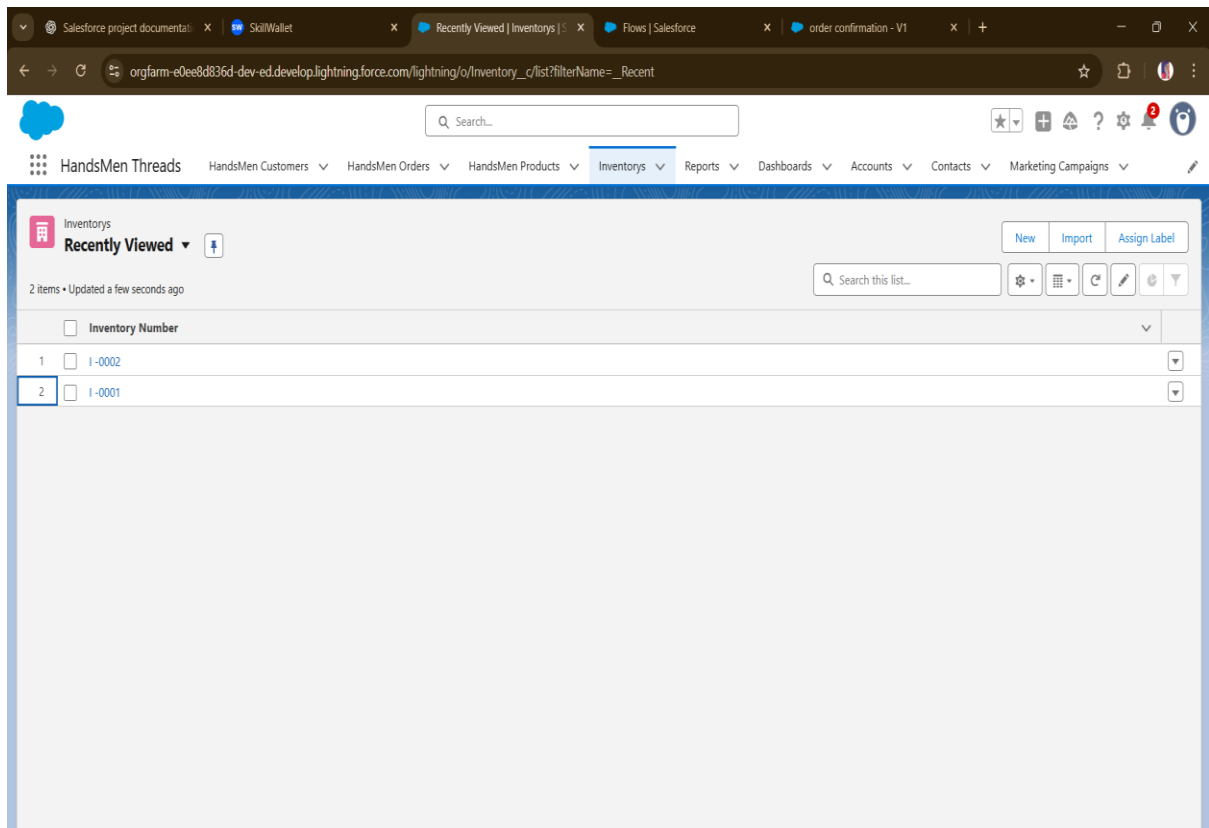 Salesforce project documentati
SkillWallet
Recently Viewed | Inventorys | S
Flows | Salesforce
order confirmation - V1
orgfarm-e0ee8d836d-dev-ed.develop.lightning.force.com/lightning/o/Inventory__c/list?filterName=__Recent
Search...
2
HandsMen Threads
HandsMen Customers
HandsMen Orders
HandsMen Products
Inventorys
Reports
Dashboards
Accounts
Contacts
Marketing Campaigns
Inventorys
Recently Viewed
New
Import
Assign Label
2 items • Updated a few seconds ago
Search this list...
Inventory Number
1 I -0002
2 I -0001